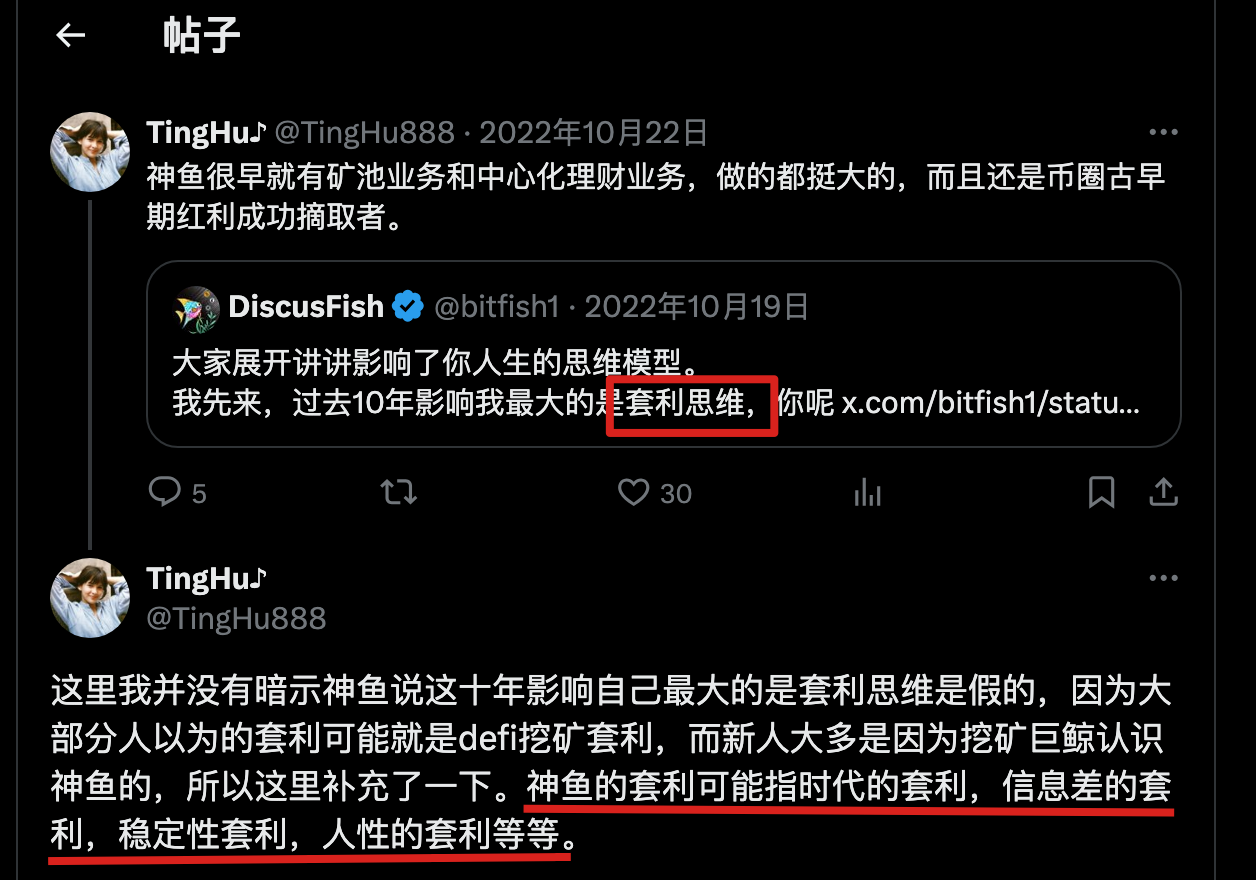 帖子
TingHu♪ @TingHu888 · 2022年10月22日
神鱼很早就有矿池业务和中心化理财业务，做的都挺大的，而且还是币圈古早
期红利成功摘取者。
DiscusFish @bitfish1 · 2022年10月19日
大家展开讲讲影响了你人生的思维模型。
我先来，过去10年影响我最大的是套利思维，你呢 x.com/bitfish1/statu...
5
30
TingHu♪
@TingHu888
这里我并没有暗示神鱼说这十年影响自己最大的是套利思维是假的，因为大
部分人以为的套利可能就是defi挖矿套利，而新人大多是因为挖矿巨鲸认识
神鱼的，所以这里补充了一下。神鱼的套利可能指时代的套利，信息差的套
利，稳定性套利，人性的套利等等。